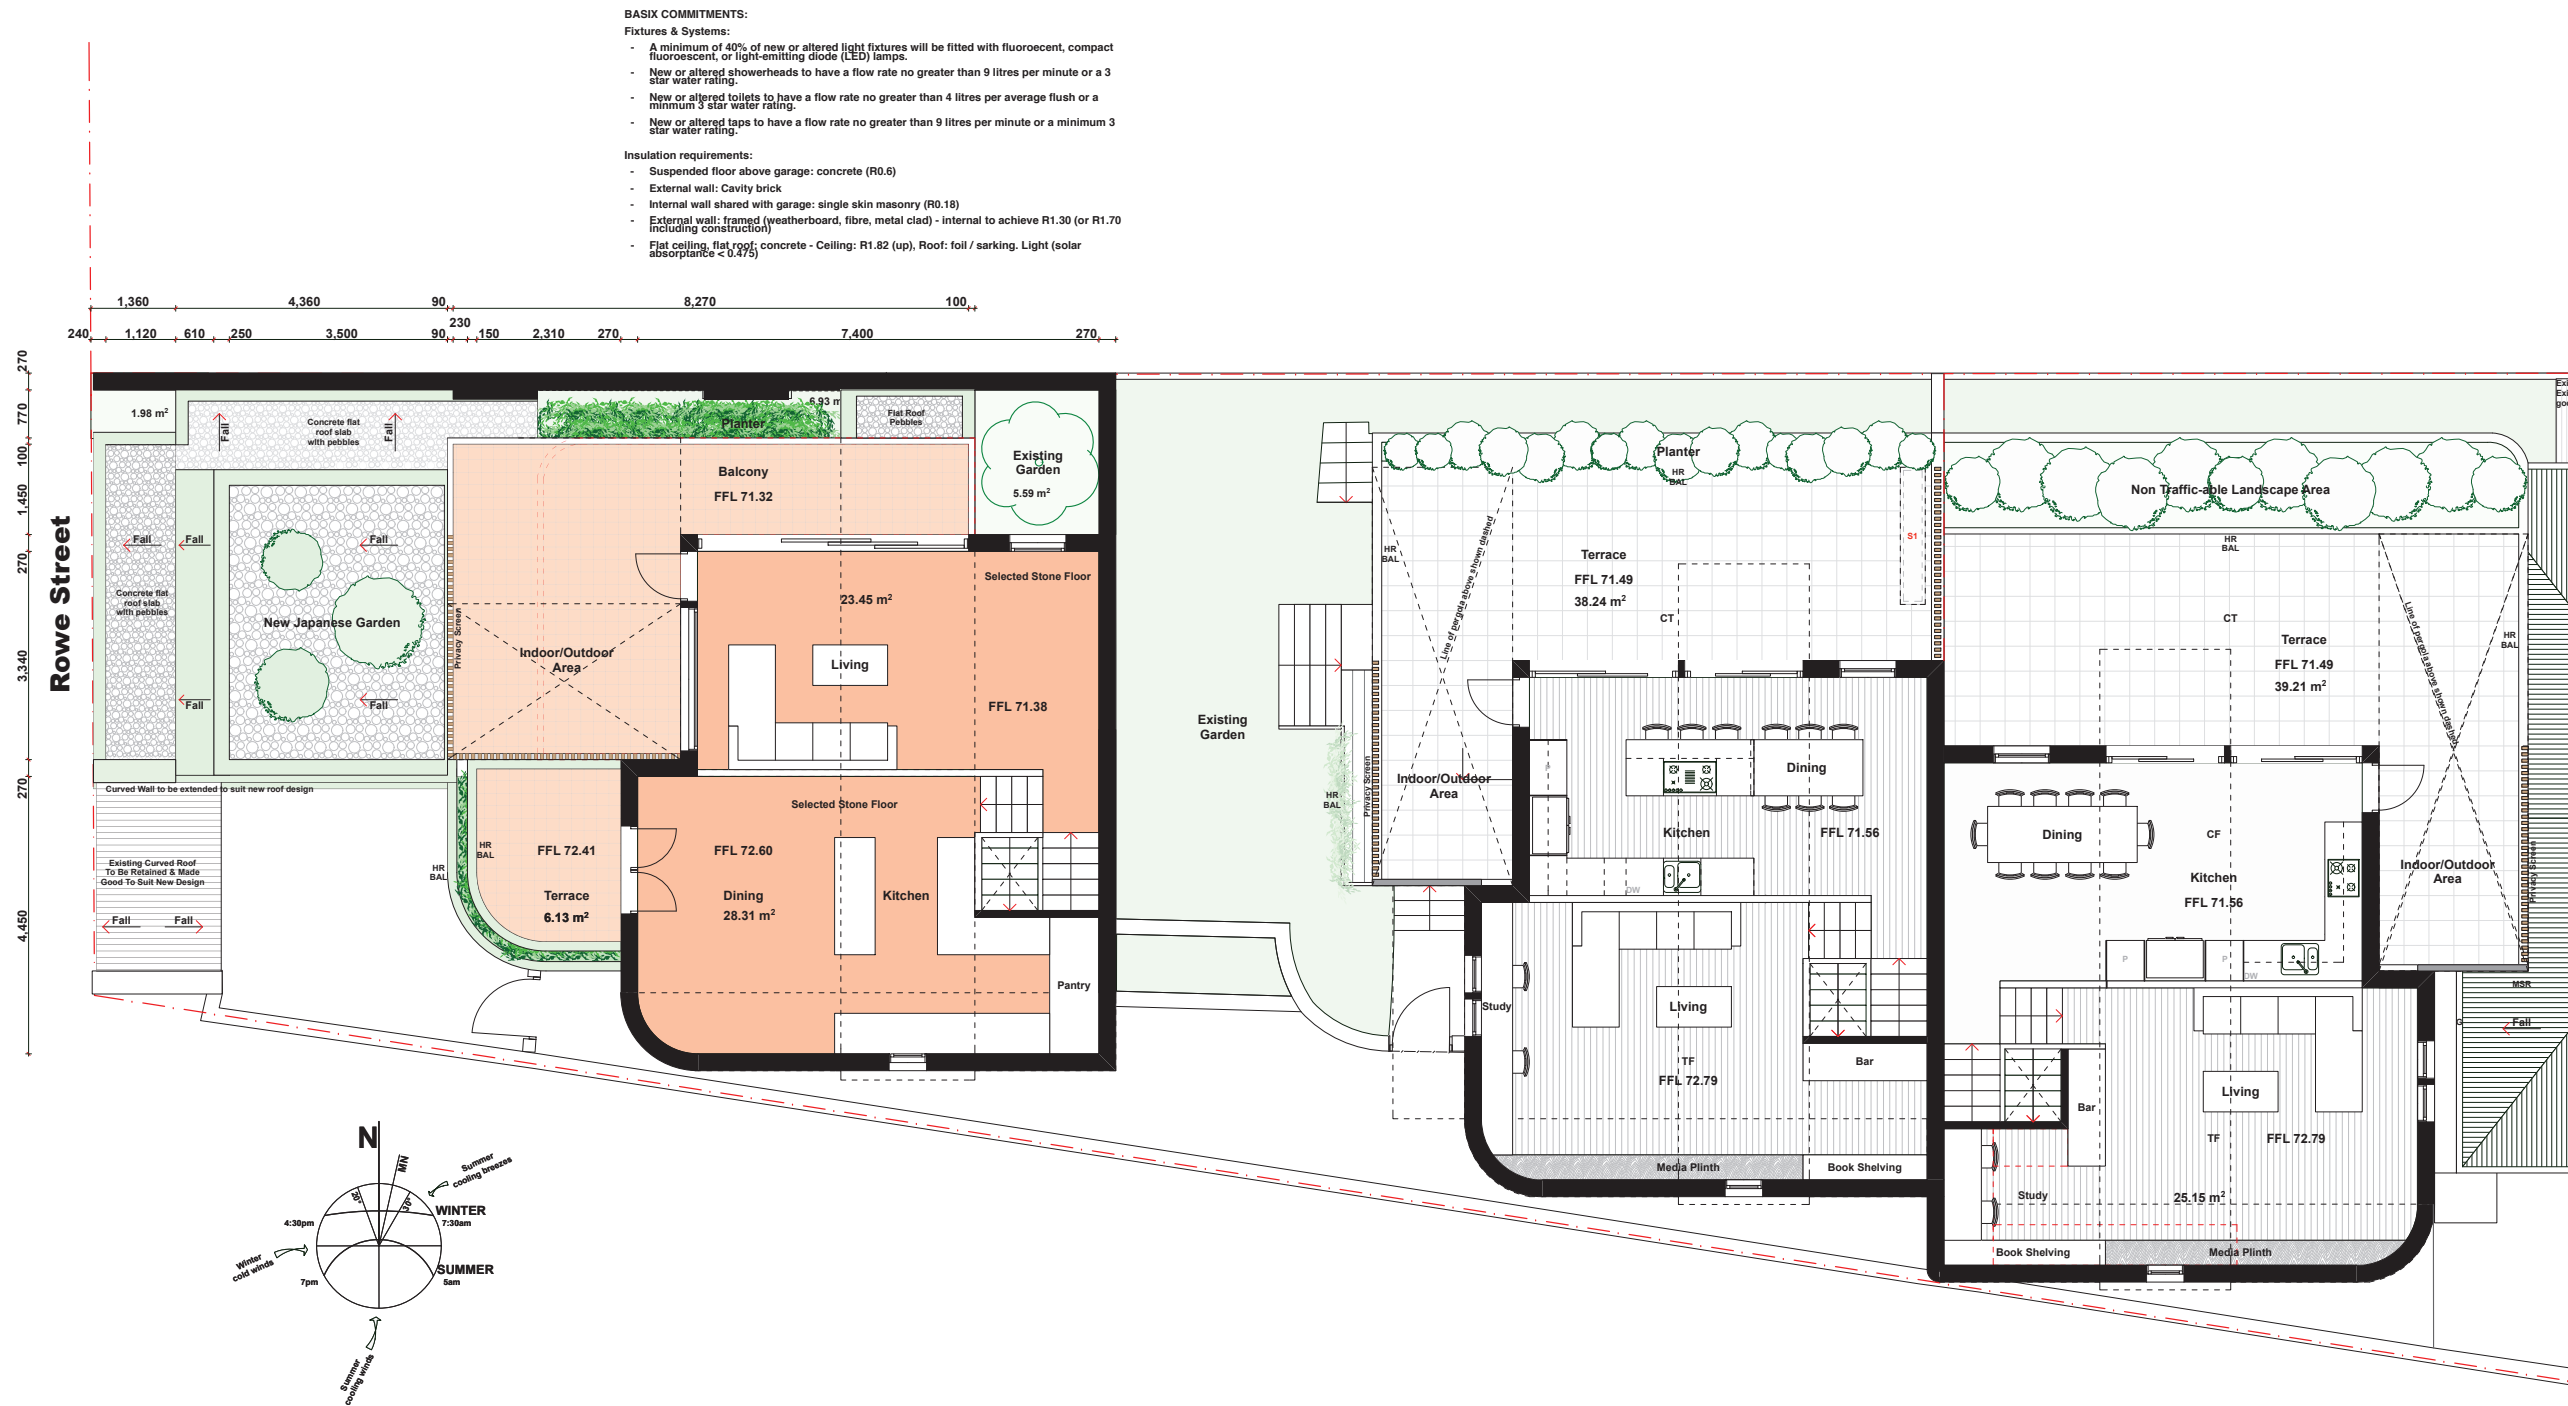 BASIX COMMITMENTS:
Fixtures & Systems:
- A minimum of 40% of new or altered light fixtures will be fitted with fluoroecent, compact
fluoroescent, or light-emitting diode (LED) lamps.
- New or altered showerheads to have a flow rate no greater than 9 litres per minute or a 3
star water rating.
- New or altered toilets to have a flow rate no greater than 4 litres per average flush or a
minmum 3 star water rating.
- New or altered taps to have a flow rate no greater than 9 litres per minute or a minimum 3
star water rating.
Insulation requirements:
- Suspended floor above garage: concrete (R0.6)
- External wall: Cavity brick
- Internal wall shared with garage: single skin masonry (R0.18)
- External wall: framed (weatherboard, fibre, metal clad) - internal to achieve R1.30 (or R1.70
including construction)
- Flat ceiling, flat roof: concrete - Ceiling: R1.82 (up), Roof: foil / sarking. Light (solar
absorptance < 0.475)
1,360 4,360 90 8,270 100
230
240 1,120 610 250 3,500 90 150 2,310 270 7,400 270
270
770
100
1,450
270
3,340
270
4,450
Rowe Street
1.98 m²
Concrete flat
roof slab
with pebbles
Fall
Fall
Planter
6.93 m
Flat Roof
Pebbles
Existing
Garden
5.59 m²
Balcony
FFL 71.32
Fall
Fall
Fall
Concrete flat
roof slab
with pebbles
New Japanese Garden
Fall
Fall
Privacy Screen
Indoor/Outdoor
Area
Selected Stone Floor
23.45 m²
Living
FFL 71.38
Curved Wall to be extended to suit new roof design
Selected Stone Floor
HR
BAL
HR
BAL
FFL 72.41
Terrace
6.13 m²
FFL 72.60
Dining
28.31 m²
Kitchen
Pantry
Existing Curved Roof
To Be Retained & Made
Good To Suit New Design
Fall
Fall
Existing
Garden
Planter
HR
BAL
HR
BAL
Line of pergola above shown dashed
Terrace
FFL 71.49
38.24 m²
CT
S1
Privacy Screen
HR
BAL
Indoor/Outdoor
Area
P
Dining
Kitchen
FFL 71.56
DW
Study
Living
TF
FFL 72.79
Bar
Media Plinth
Book Shelving
Exi
Exi
goo
Non Traffic-able Landscape Area
HR
BAL
CT
Terrace
FFL 71.49
39.21 m²
Line of pergola above shown dashed
HR
BAL
Dining
CF
Kitchen
FFL 71.56
Indoor/Outdoor
Area
Privacy Screen
P
P
DW
MSR
G
Fall
Bar
Living
TF
FFL 72.79
Study
25.15 m²
Book Shelving
Media Plinth
N
MN
20°
30°
Summer
cooling breezes
WINTER
7:30am
4:30pm
Winter
cold winds
7pm
SUMMER
5am
Summer
cooling winds